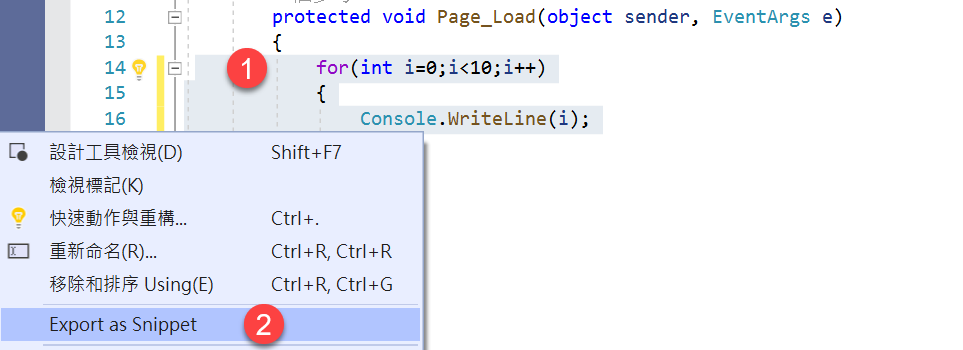 12 protected void Page_Load(object sender, EventArgs e)
13 {
14 1 for(int i=0;i<10;i++)
15 {
16 Console.WriteLine(i);
設計工具檢視(D) Shift+F7
檢視標記(K)
快速動作與重構... Ctrl+.
重新命名(R)... Ctrl+R, Ctrl+R
移除和排序 Using(E) Ctrl+R, Ctrl+G
Export as Snippet 2